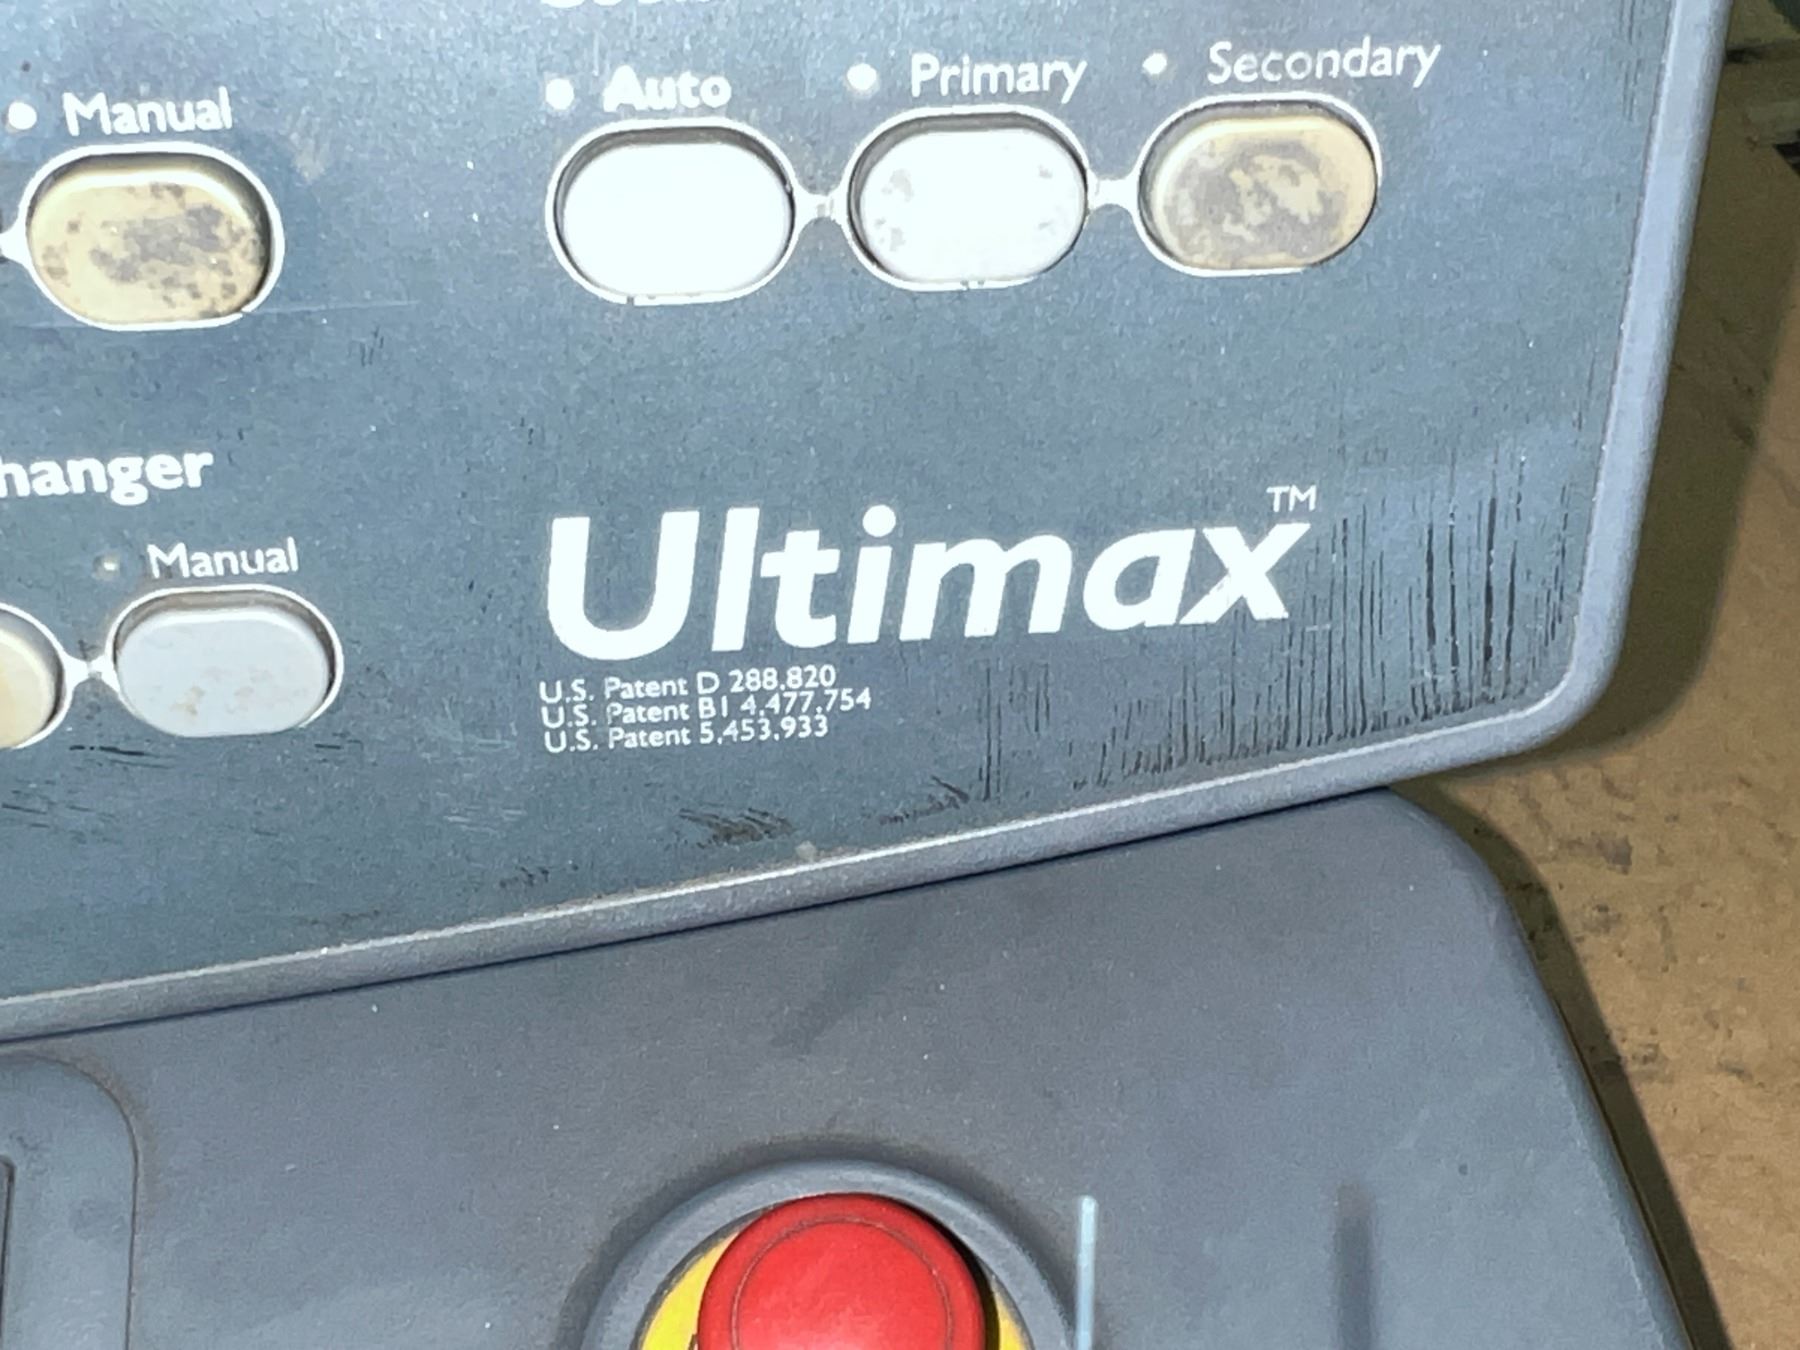 Manual
Auto
Primary
Secondary
hanger
Manual
Ultimax™
U.S. Patent D 288,820
U.S. Patent B1 4,477,754
U.S. Patent 5,453,933